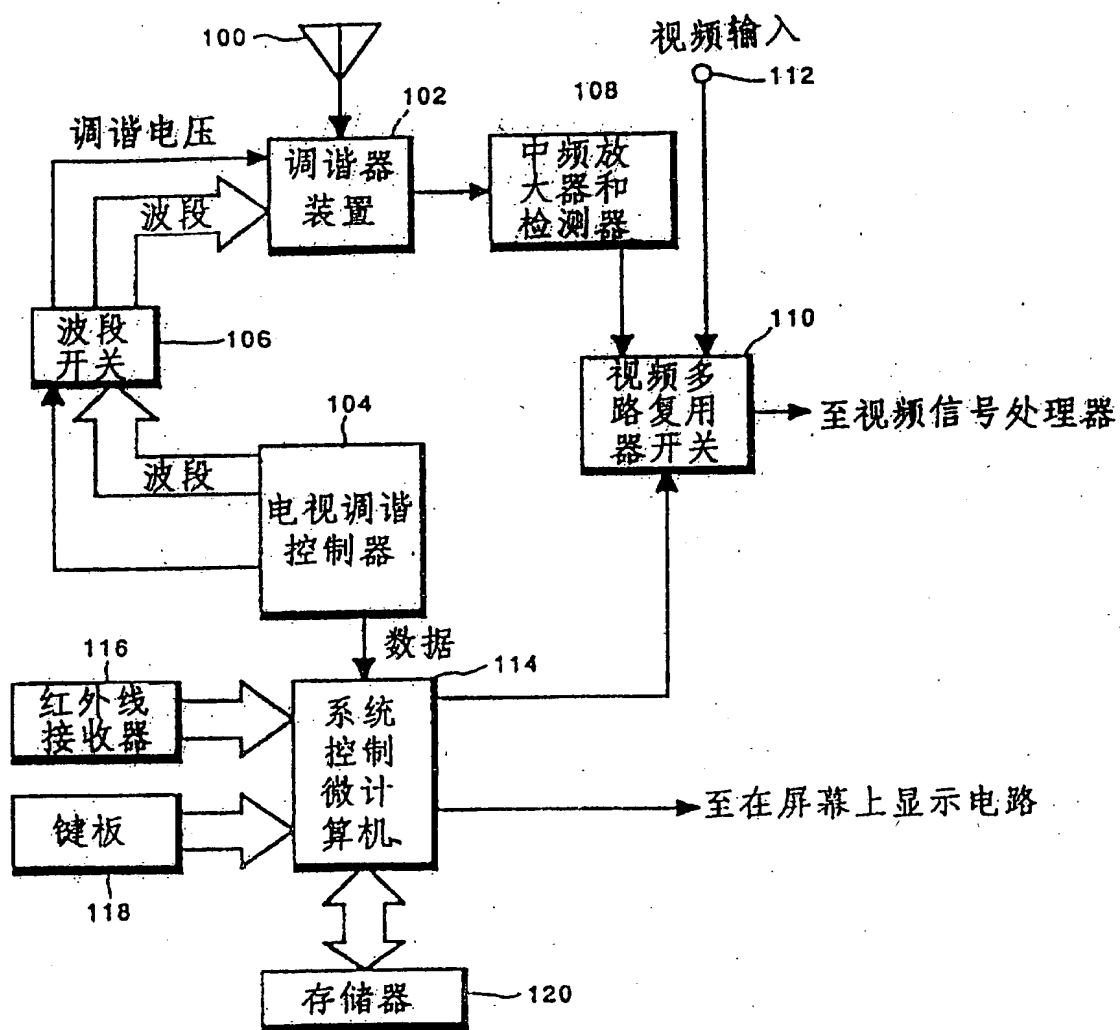 100
视频输入
112
102
108
调谐电压
调谐器
装置
中频放
大器和
检测器
波段
波段
开关
106
110
视频多
路复用
器开关
至视频信号处理器
104
波段
电视调谐
控制器
数据
116
114
红外线
接收器
系统
控制
微计
算机
至在屏幕上显示电路
键板
118
存储器
120